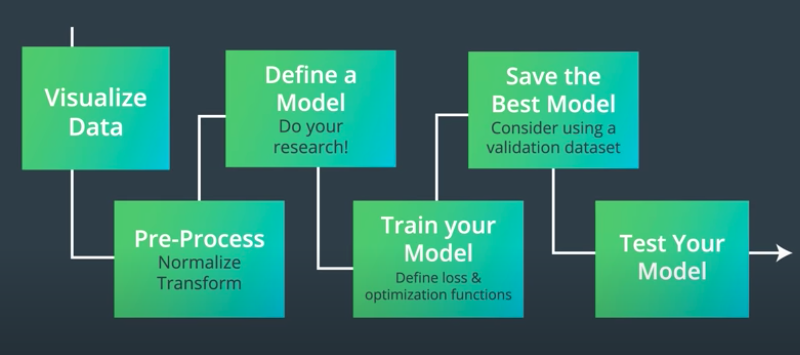 Visualize
Data
Pre-Process
Normalize
Transform
Define a
Model
Do your
research!
Train your
Model
Define loss &
optimization functions
Save the
Best Model
Consider using a
validation dataset
Test Your
Model